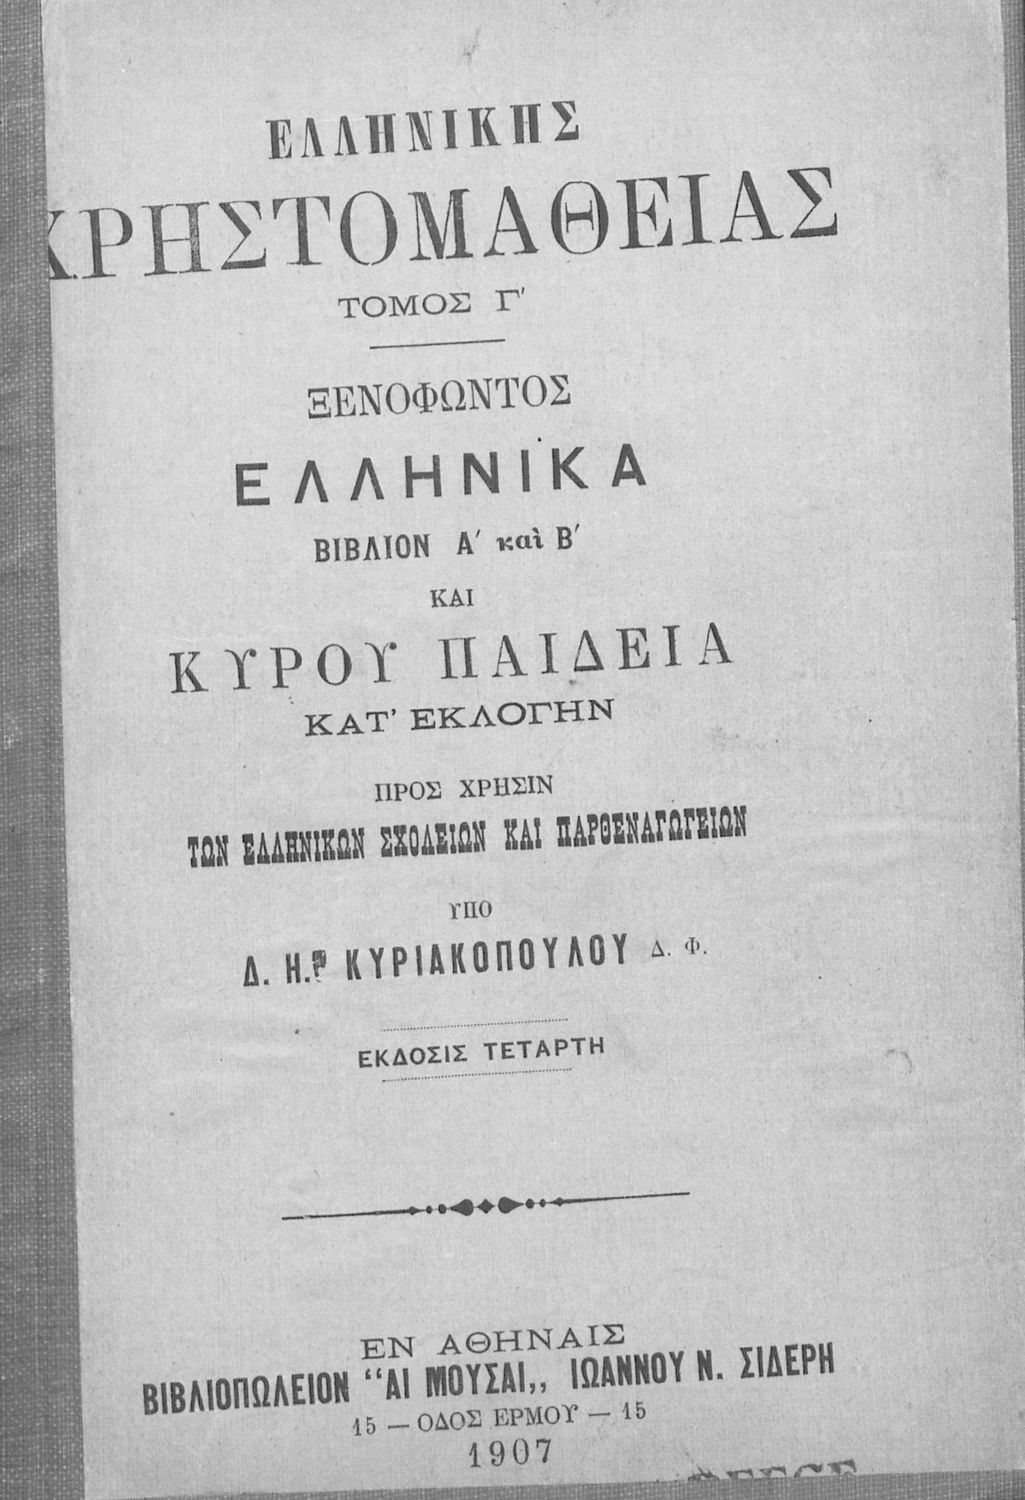 ΕΛΛΗΝΙΚΗΣ
ΧΡΗΣΤΟΜΑΘΕΙΑΣ
ΤΟΜΟΣ Γ'
ΞΕΝΟΦΩΝΤΟΣ
ΕΛΛΗΝΙΚΑ
ΒΙΒΛΙΟΝ Α' καὶ Β'
ΚΑΙ
ΚΥΡΟΥ ΠΑΙΔΕΙΑ
ΚΑΤ' ΕΚΛΟΓΗΝ
ΠΡΟΣ ΧΡΗΣΙΝ
ΤΩΝ ΕΛΛΗΝΙΚΩΝ ΣΧΟΛΕΙΩΝ ΚΑΙ ΠΑΡΘΕΝΑΓΩΓΕΙΩΝ
ΥΠΟ
Δ. Η. ΚΥΡΙΑΚΟΠΟΥΛΟΥ Δ. Φ.
ΕΚΔΟΣΙΣ ΤΕΤΑΡΤΗ
ΕΝ ΑΘΗΝΑΙΣ
ΒΙΒΛΙΟΠΩΛΕΙΟΝ "ΑΙ ΜΟΥΣΑΙ,, ΙΩΑΝΝΟΥ Ν. ΣΙΔΕΡΗ
15 — ΟΔΟΣ ΕΡΜΟΥ — 15
1907